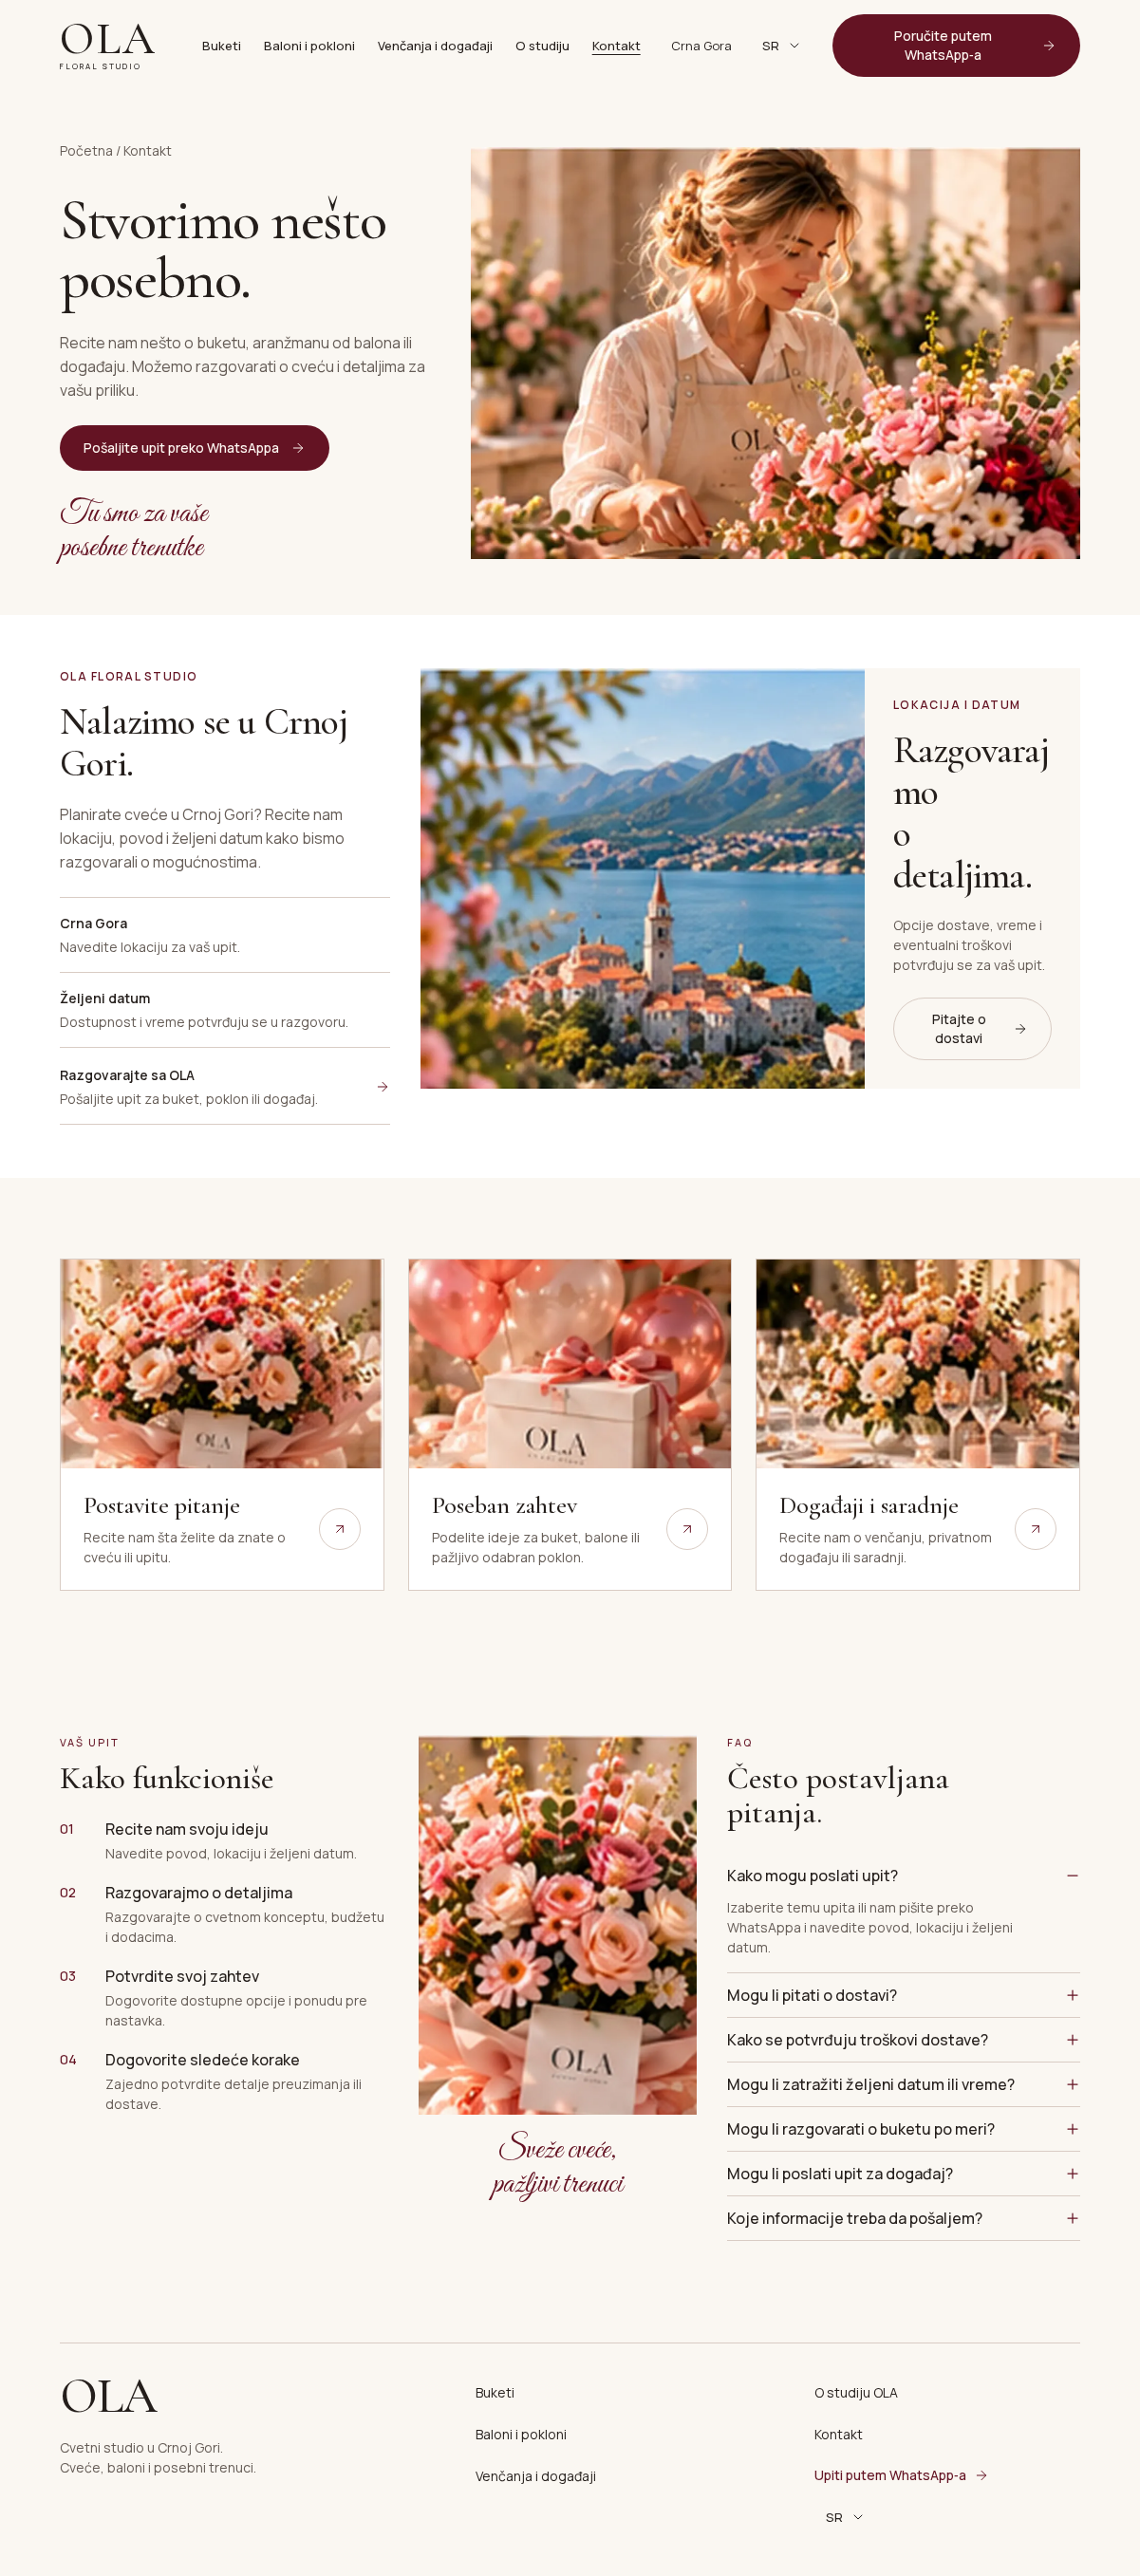 OLA
FLORAL STUDIO
Buketi
Baloni i pokloni
Venčanja i događaji
O studiju
Kontakt
Crna Gora
SR
Poručite putem
WhatsApp-a
Početna / Kontakt
Stvorimo nešto
posebno.
Recite nam nešto o buketu, aranžmanu od balona ili
događaju. Možemo razgovarati o cveću i detaljima za
vašu priliku.
Pošaljite upit preko WhatsAppa
Tu smo za vaše
posebne trenutke
OLA
OLA FLORAL STUDIO
Nalazimo se u Crnoj
Gori.
Planirate cveće u Crnoj Gori? Recite nam
lokaciju, povod i željeni datum kako bismo
razgovarali o mogućnostima.
Crna Gora
Navedite lokaciju za vaš upit.
Željeni datum
Dostupnost i vreme potvrđuju se u razgovoru.
Razgovarajte sa OLA
Pošaljite upit za buket, poklon ili događaj.
LOKACIJA I DATUM
Razgovaraj
mo
o
detaljima.
Opcije dostave, vreme i
eventualni troškovi
potvrđuju se za vaš upit.
Pitajte o
dostavi
OLA
OLA
Postavite pitanje
Recite nam šta želite da znate o
cveću ili upitu.
Poseban zahtev
Podelite ideje za buket, balone ili
pažljivo odabran poklon.
Događaji i saradnje
Recite nam o venčanju, privatnom
događaju ili saradnji.
VAŠ UPIT
Kako funkcioniše
01
Recite nam svoju ideju
Navedite povod, lokaciju i željeni datum.
02
Razgovarajmo o detaljima
Razgovarajte o cvetnom konceptu, budžetu
i dodacima.
03
Potvrdite svoj zahtev
Dogovorite dostupne opcije i ponudu pre
nastavka.
04
Dogovorite sledeće korake
Zajedno potvrdite detalje preuzimanja ili
dostave.
OLA
Sveže cveće,
pažljivi trenuci
FAQ
Često postavljana
pitanja.
Kako mogu poslati upit?
Izaberite temu upita ili nam pišite preko
WhatsAppa i navedite povod, lokaciju i željeni
datum.
Mogu li pitati o dostavi?
Kako se potvrđuju troškovi dostave?
Mogu li zatražiti željeni datum ili vreme?
Mogu li razgovarati o buketu po meri?
Mogu li poslati upit za događaj?
Koje informacije treba da pošaljem?
OLA
Cvetni studio u Crnoj Gori.
Cveće, baloni i posebni trenuci.
Buketi
Baloni i pokloni
Venčanja i događaji
O studiju OLA
Kontakt
Upiti putem WhatsApp-a
SR